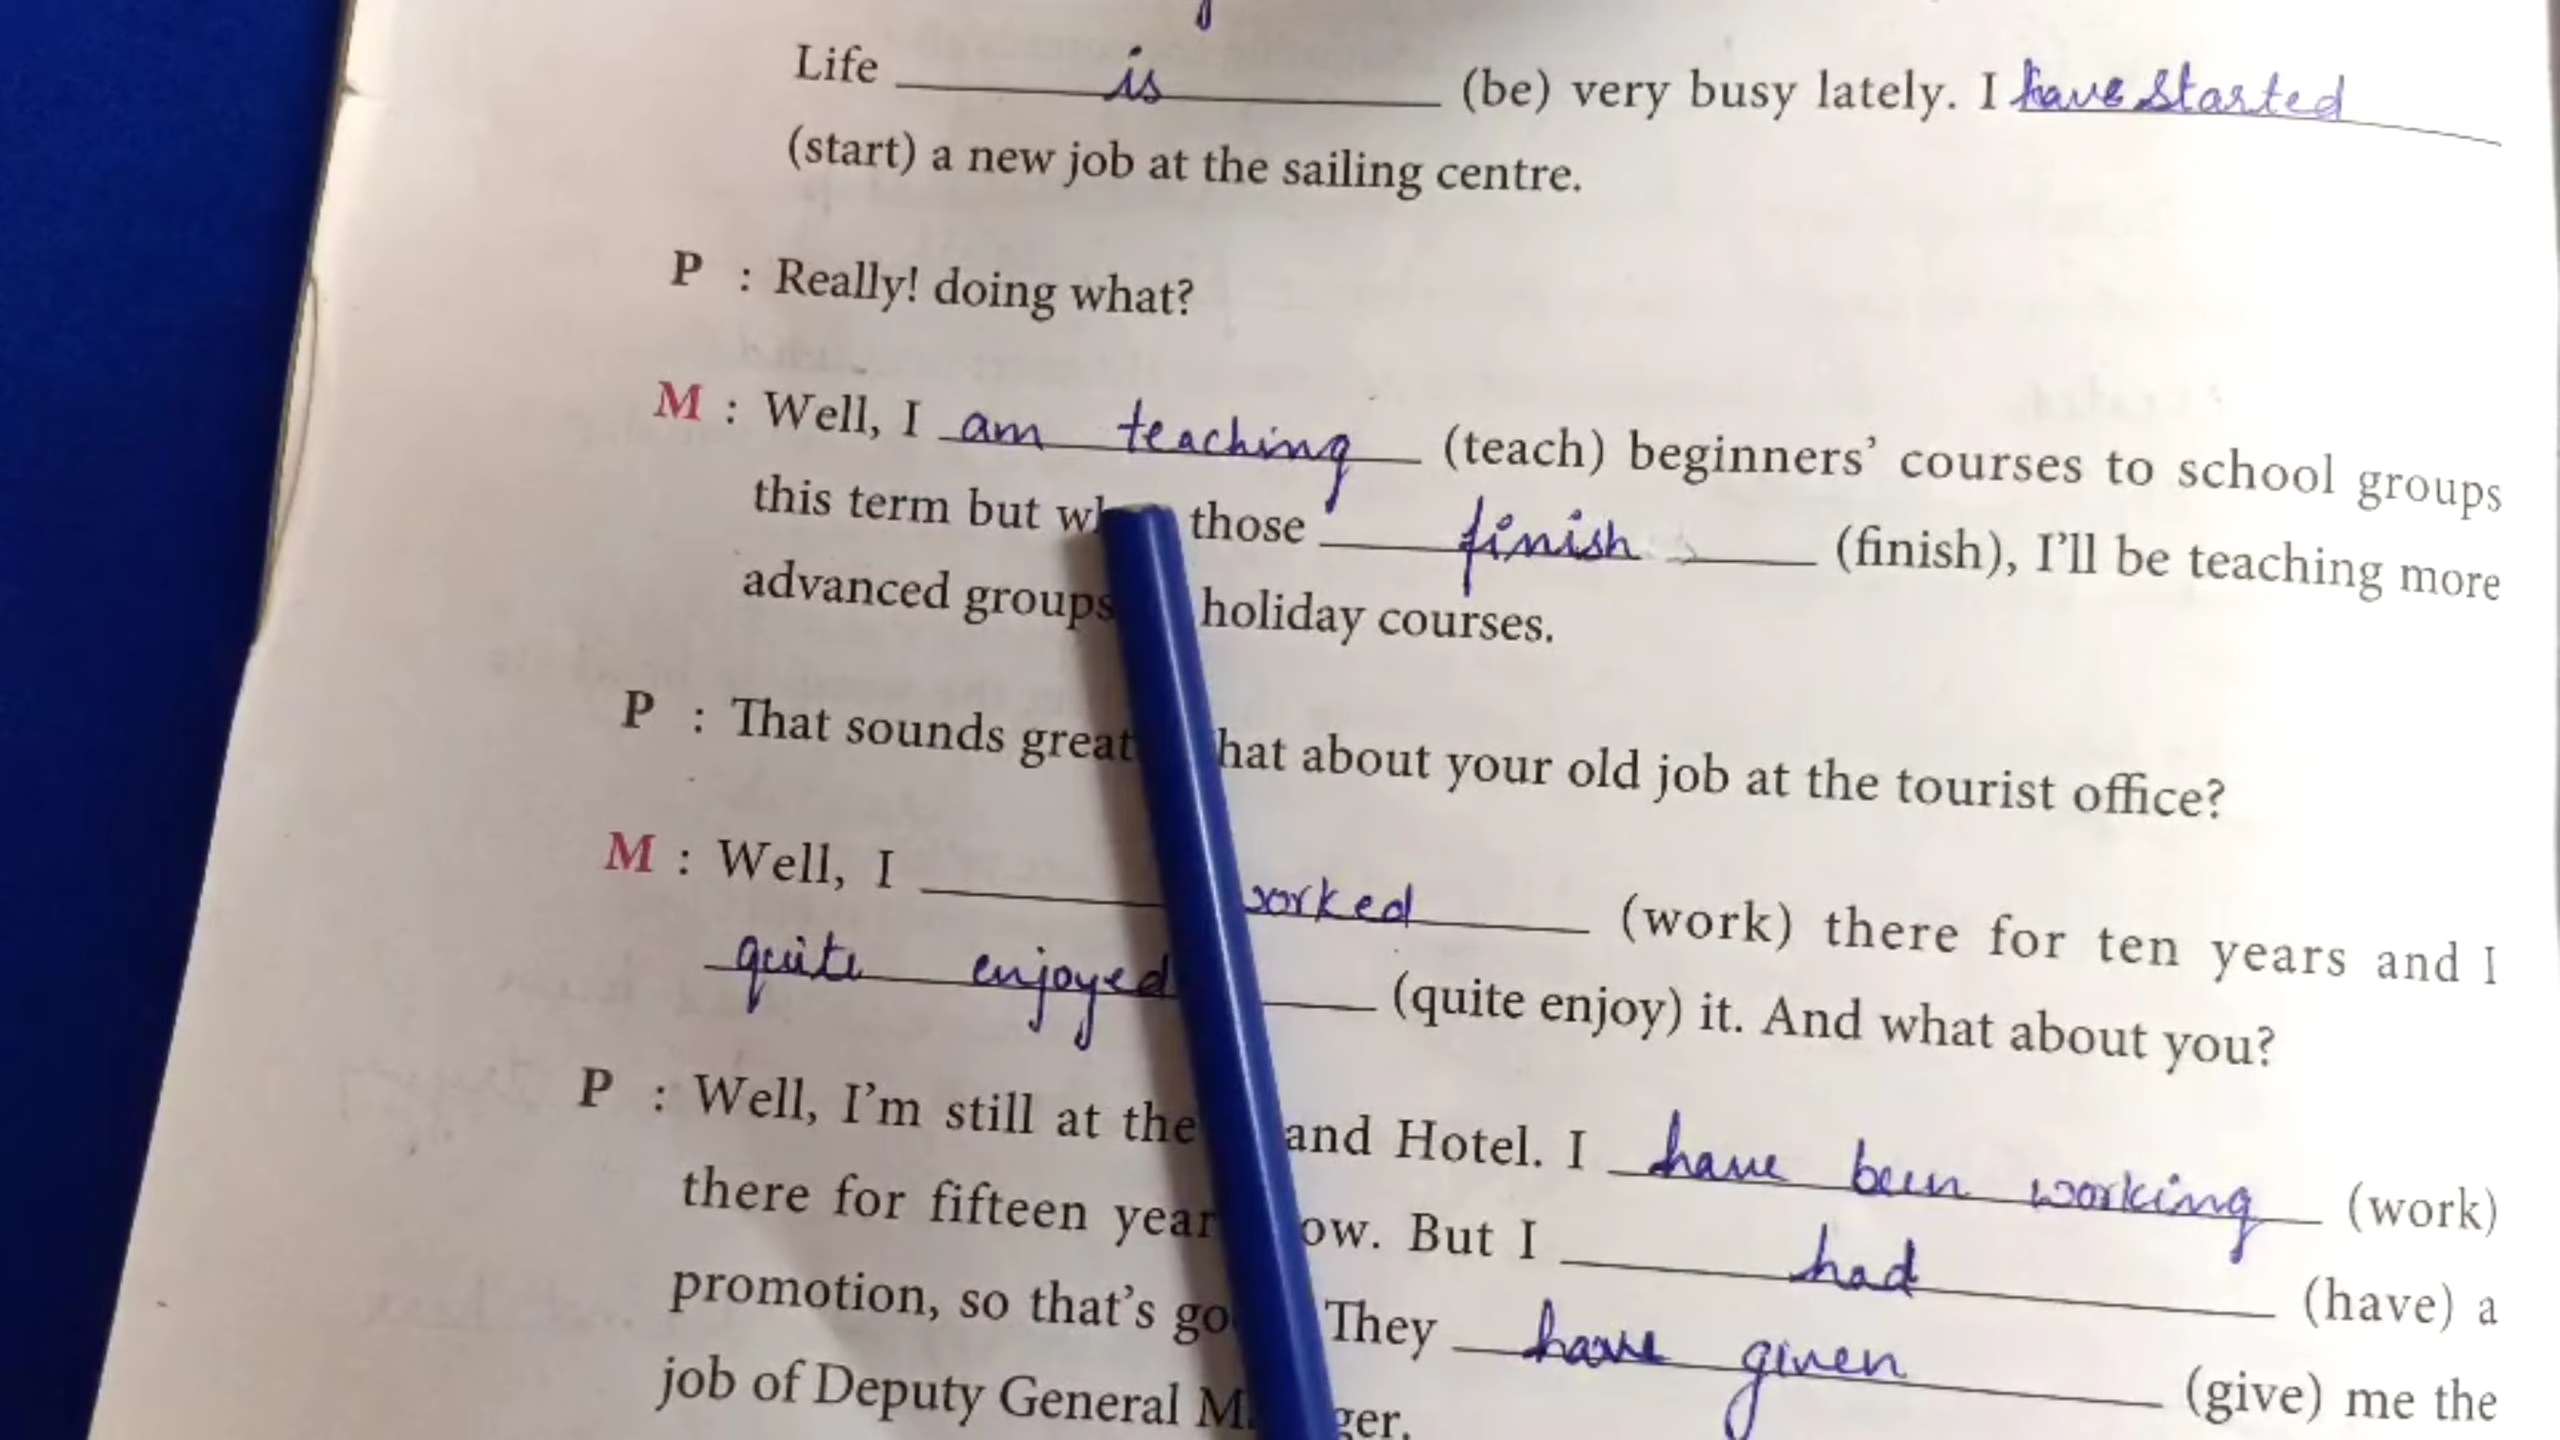 Life is (be) very busy lately. I have started
(start) a new job at the sailing centre.
P : Really! doing what?
M : Well, I am teaching (teach) beginners' courses to school groups
this term but those finish (finish), I'll be teaching more
advanced groups holiday courses.
P : That sounds great hat about your old job at the tourist office?
M : Well, I orked (work) there for ten years and I
quite enjoyed (quite enjoy) it. And what about you?
P : Well, I'm still at the and Hotel. I have been working (work)
there for fifteen year ow. But I had (have) a
promotion, so that's go They have given (give) me the
job of Deputy General Ma ger.